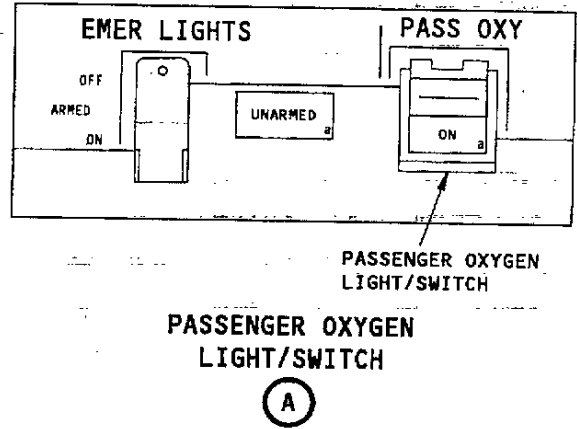 EMER LIGHTS
PASS OXY
OFF
ARMED
ON
UNARMED
a
ON
a
PASSENGER OXYGEN
LIGHT/SWITCH
PASSENGER OXYGEN
LIGHT/SWITCH
A